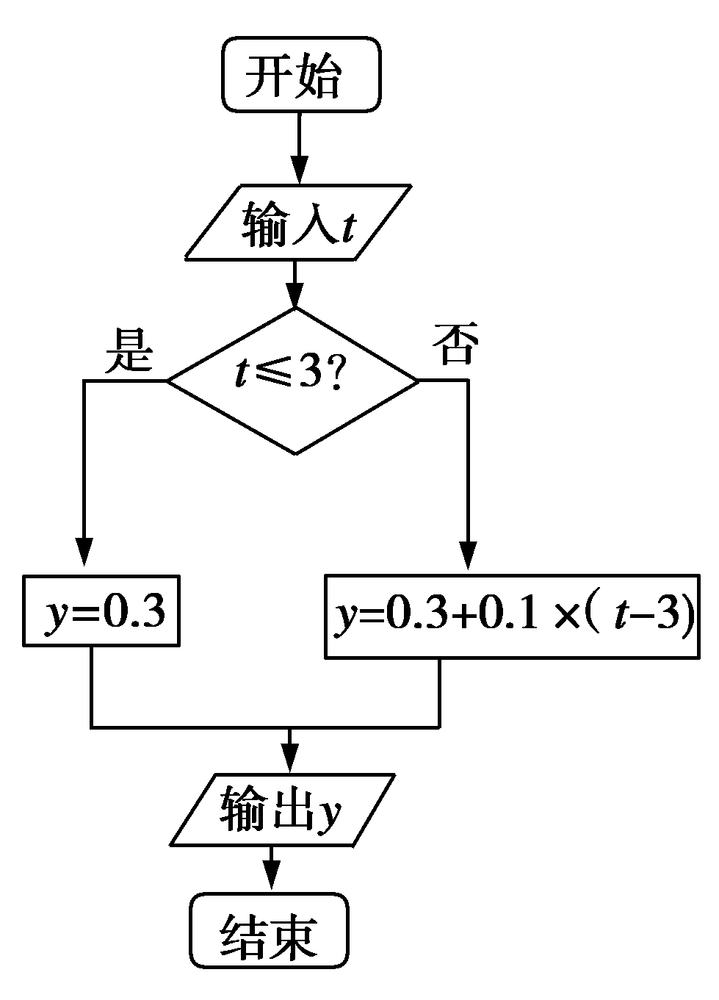 开始
输入t
是
否
t≤3?
y=0.3
y=0.3+0.1×(t-3)
输出y
结束